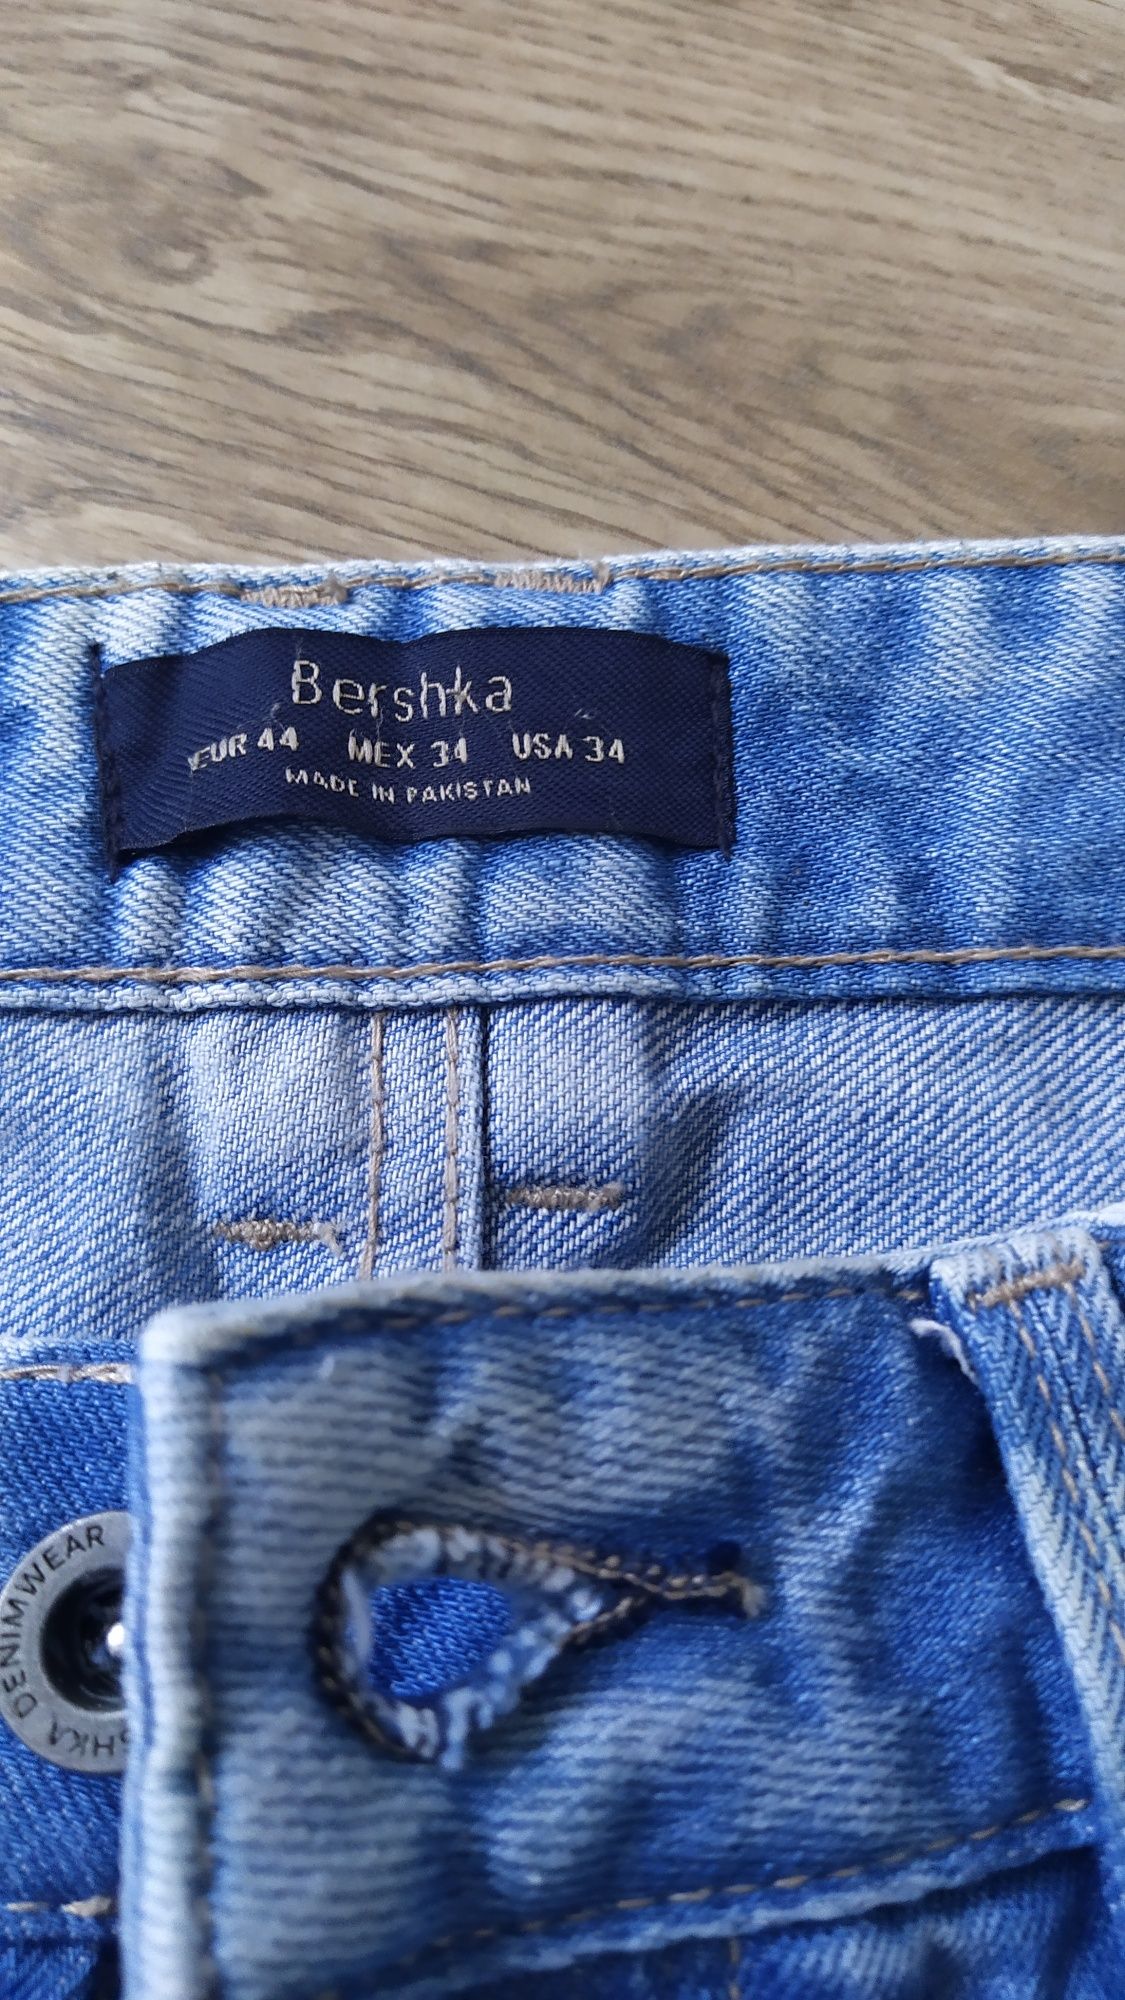 Bershka
EUR 44 MEX 34 USA 34
MADE IN PAKISTAN
DENIMWEAR